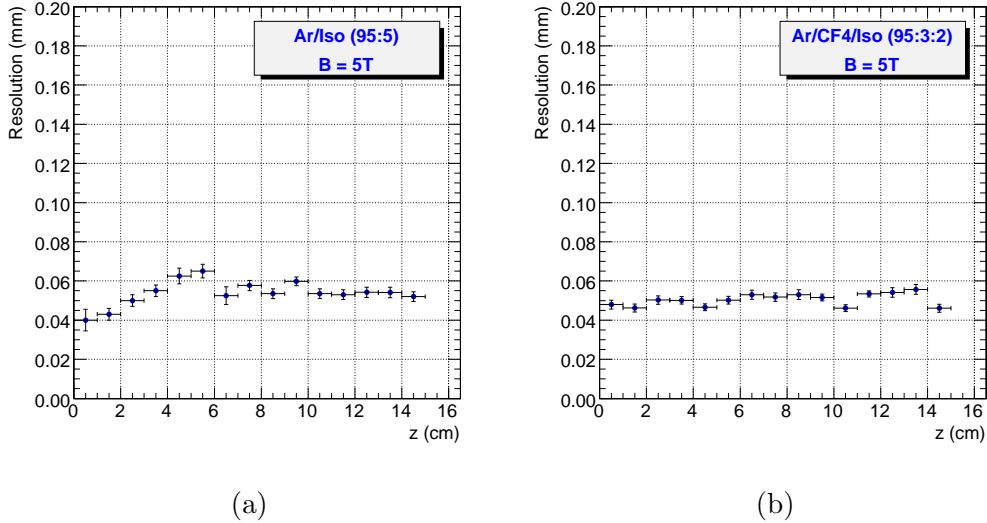 Resolution (mm)
0.20
0.18
0.16
0.14
0.12
0.10
0.08
0.06
0.04
0.02
0.00
Ar/Iso (95:5)
B = 5T
0 2 4 6 8 10 12 14 16
z (cm)
(a)
Resolution (mm)
0.20
0.18
0.16
0.14
0.12
0.10
0.08
0.06
0.04
0.02
0.00
Ar/CF4/Iso (95:3:2)
B = 5T
0 2 4 6 8 10 12 14 16
z (cm)
(b)